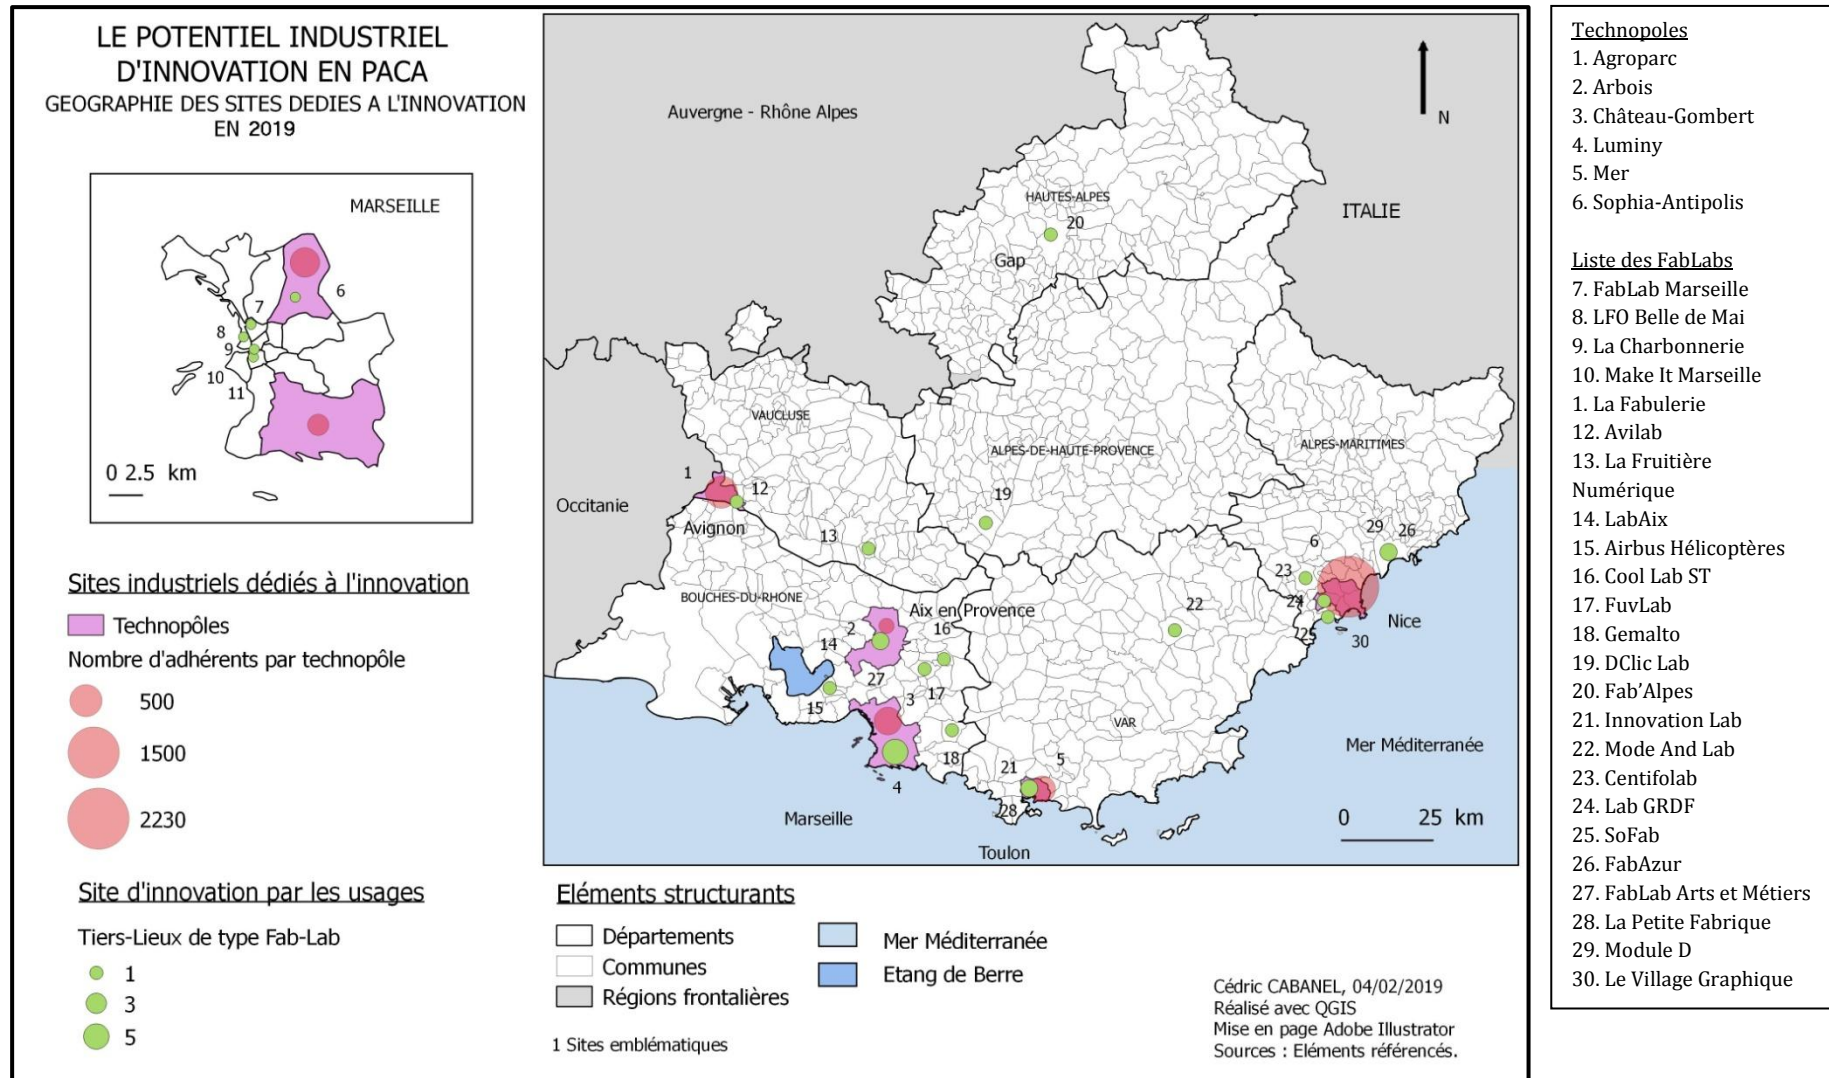 LE POTENTIEL INDUSTRIEL
D'INNOVATION EN PACA
GEOGRAPHIE DES SITES DEDIES A L'INNOVATION
EN 2019
MARSEILLE
6
7
8
9
10
11
0 2.5 km
Sites industriels dédiés à l'innovation
Technopôles
Nombre d'adhérents par technopôle
500
1500
2230
Site d'innovation par les usages
Tiers-Lieux de type Fab-Lab
1
3
5
Auvergne - Rhône Alpes
N
HAUTES-ALPES
20
ITALIE
Gap
VAUCLUSE
ALPES-DE-HAUTE-PROVENCE
ALPES-MARITIMES
1
12
19
Occitanie
Avignon
13
29
26
6
23
BOUCHES-DU-RHÔNE
Aix en Provence
22
24
2
16
14
25
30
Nice
27
3
17
15
VAR
Mer Méditerranée
18
21
5
4
28
Marseille
0 25 km
Toulon
Eléments structurants
Départements
Communes
Régions frontalières
Mer Méditerranée
Etang de Berre
1 Sites emblématiques
Cédric CABANEL, 04/02/2019
Réalisé avec QGIS
Mise en page Adobe Illustrator
Sources : Eléments référencés.
Technopoles
1. Agroparc
2. Arbois
3. Château-Gombert
4. Luminy
5. Mer
6. Sophia-Antipolis
Liste des FabLabs
7. FabLab Marseille
8. LFO Belle de Mai
9. La Charbonnerie
10. Make It Marseille
1. La Fabulerie
12. Avilab
13. La Fruitière
Numérique
14. LabAix
15. Airbus Hélicoptères
16. Cool Lab ST
17. FuvLab
18. Gemalto
19. DClic Lab
20. Fab’Alpes
21. Innovation Lab
22. Mode And Lab
23. Centifolab
24. Lab GRDF
25. SoFab
26. FabAzur
27. FabLab Arts et Métiers
28. La Petite Fabrique
29. Module D
30. Le Village Graphique